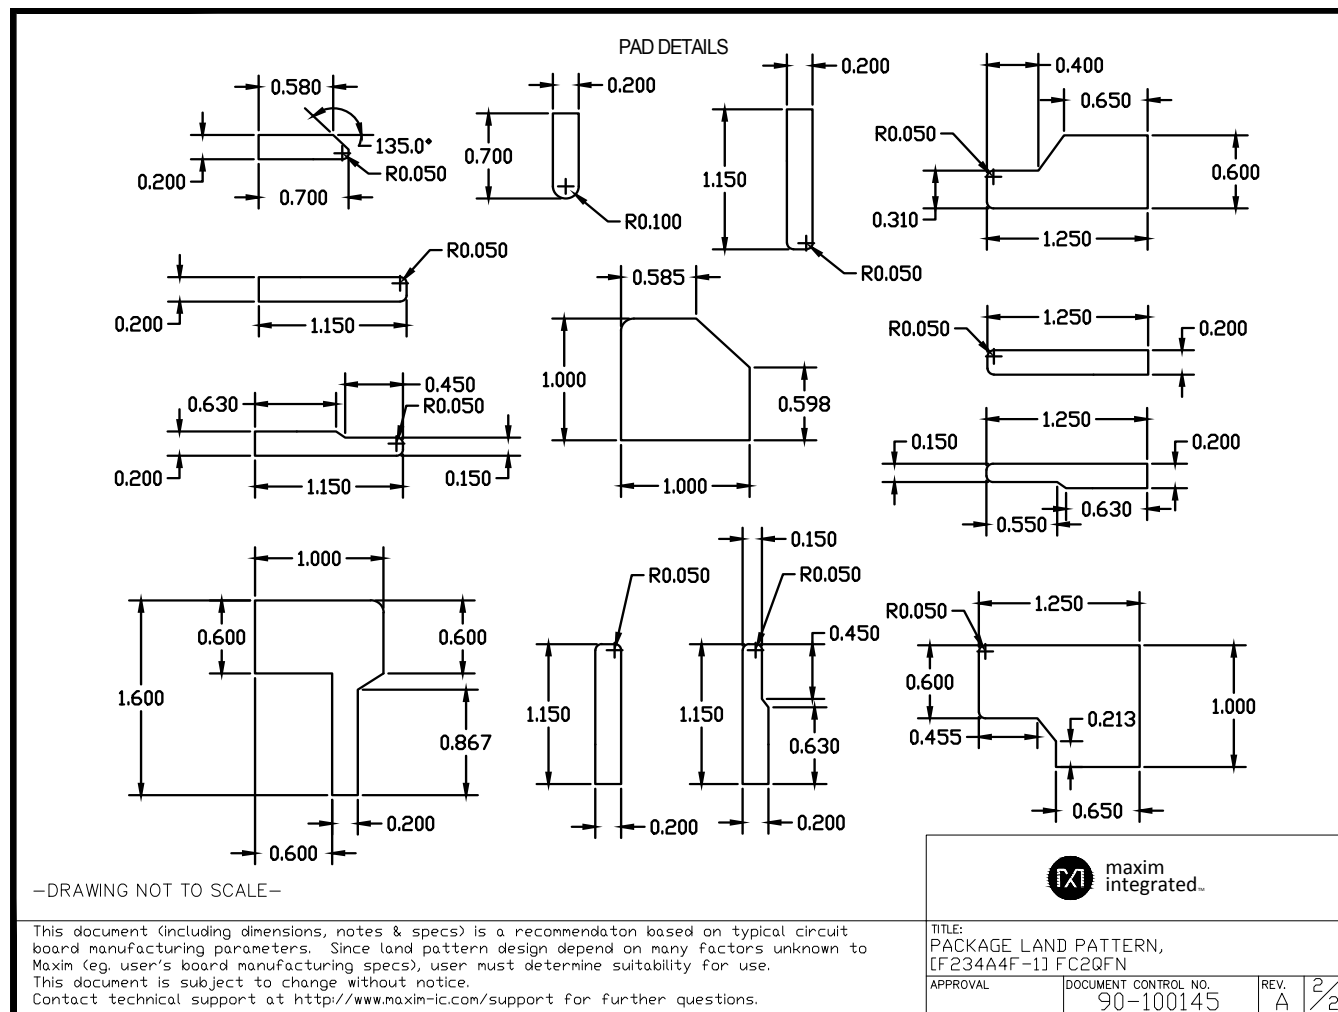 PAD DETAILS
0.580
135.0°
0.200
R0.050
0.700
0.200
0.700
R0.100
0.200
1.150
R0.050
0.400
0.650
R0.050
0.600
0.310
1.250
R0.050
0.200
1.150
0.585
1.000
0.598
1.000
1.250
R0.050
0.200
0.450
0.630
R0.050
0.200
1.150
0.150
1.250
0.150
0.200
0.630
0.550
1.000
0.600
0.600
1.600
0.867
0.200
0.600
R0.050
1.150
0.200
0.150
R0.050
0.450
1.150
0.630
0.200
R0.050
1.250
0.600
1.000
0.213
0.455
0.650
-DRAWING NOT TO SCALE-
This document (including dimensions, notes & specs) is a recommendaton based on typical circuit
board manufacturing parameters. Since land pattern design depend on many factors unknown to
Maxim (eg. user's board manufacturing specs), user must determine suitability for use.
This document is subject to change without notice.
Contact technical support at http://www.maxim-ic.com/support for further questions.
maxim
integrated™
TITLE:
PACKAGE LAND PATTERN,
[F234A4F-1] FC2QFN
APPROVAL
DOCUMENT CONTROL NO.
90-100145
REV.
A
2/2